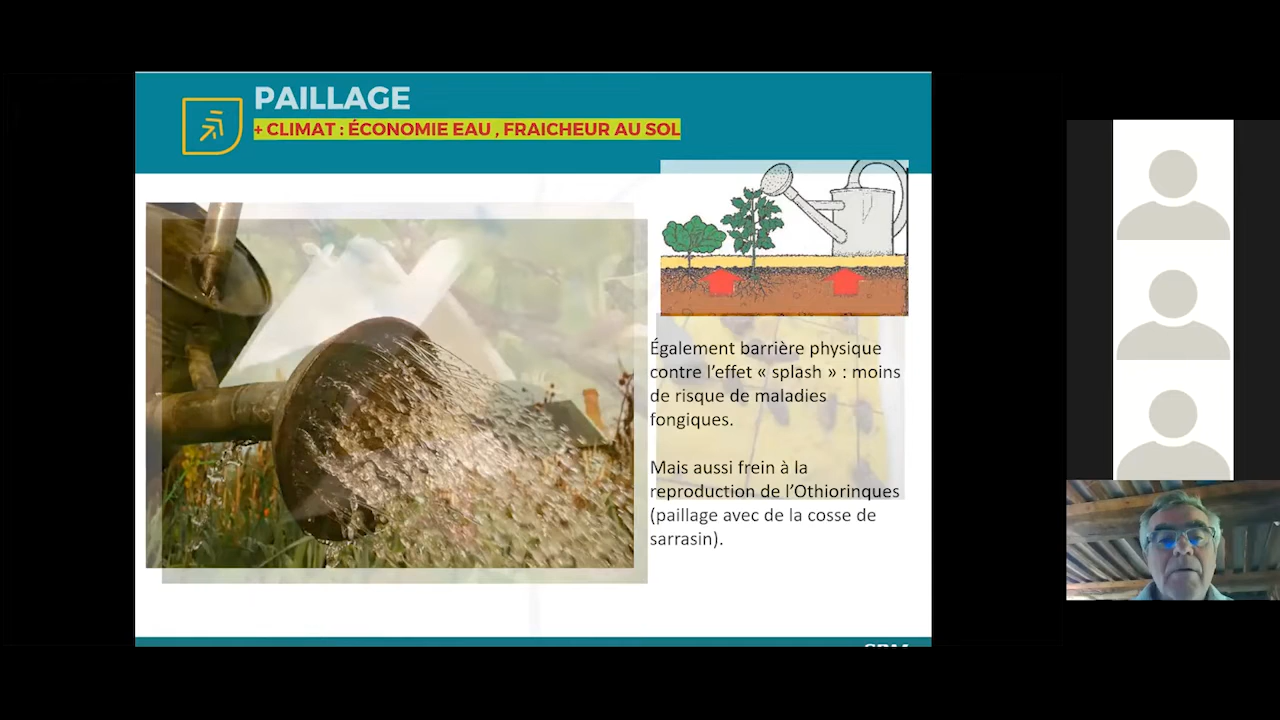 PAILLAGE
+ CLIMAT : ÉCONOMIE EAU , FRAICHEUR AU SOL
Également barrière physique
contre l'effet « splash » : moins
de risque de maladies
fongiques.
Mais aussi frein à la
reproduction de l'Othiorinques
(paillage avec de la cosse de
sarrasin).